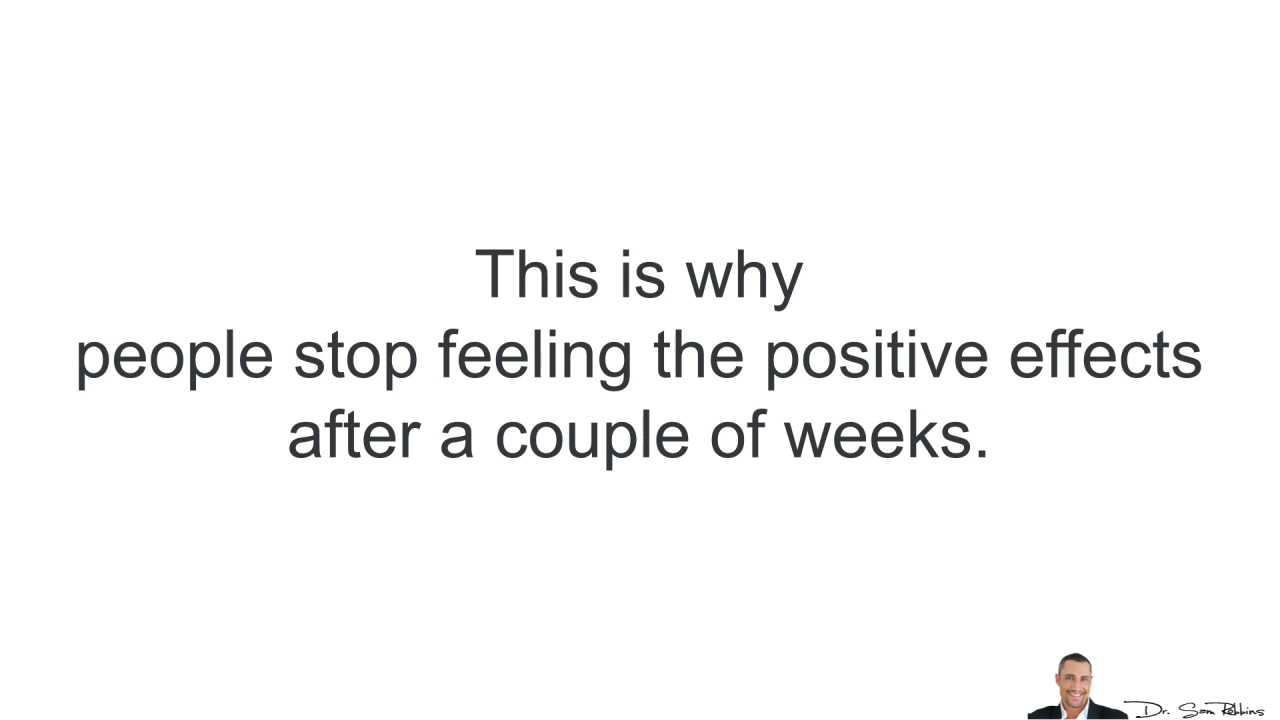 This is why
people stop feeling the positive effects
after a couple of weeks.
Dr. Sam Robbins